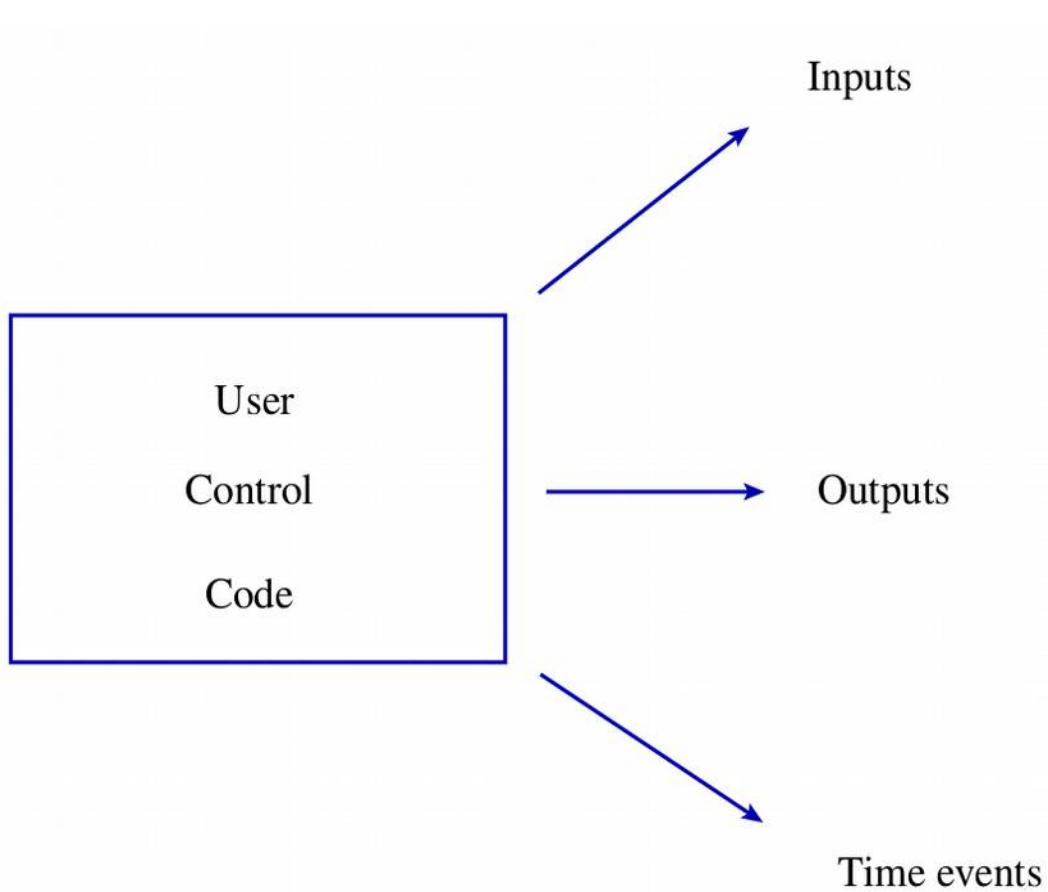 Inputs
User
Control
Outputs
Code
Time events